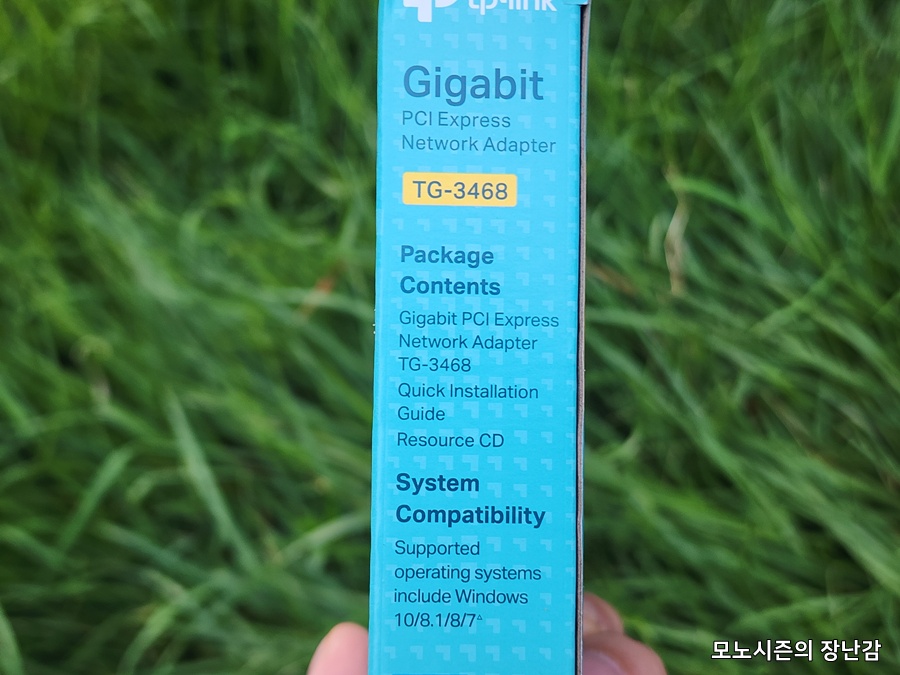 tp-link
Gigabit
PCI Express
Network Adapter
TG-3468
Package
Contents
Gigabit PCI Express
Network Adapter
TG-3468
Quick Installation
Guide
Resource CD
System
Compatibility
Supported
operating systems
include Windows
10/8.1/8/7△
모노시즌의 장난감